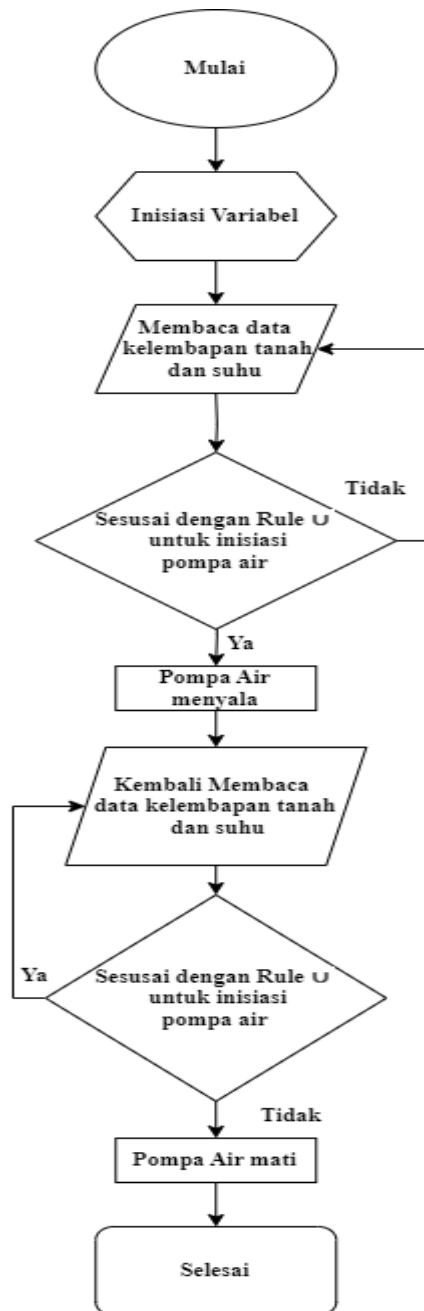 Mulai
Inisiasi Variabel
Membaca data
kelembapan tanah
dan suhu
Tidak
Sesusai dengan Rule ∪
untuk inisiasi
pompa air
Ya
Pompa Air
menyala
Kembali Membaca
data kelembapan tanah
dan suhu
Ya
Sesusai dengan Rule ∪
untuk inisiasi
pompa air
Tidak
Pompa Air mati
Selesai